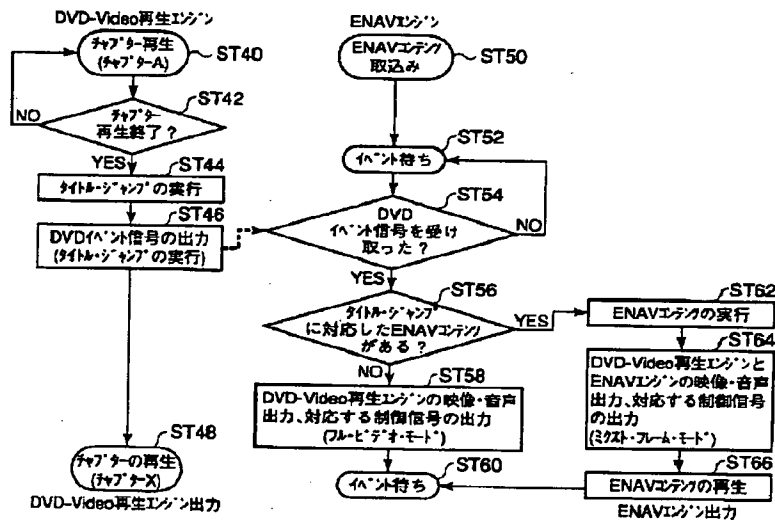 DVD-Video再生エンジン
チャプター再生
(チャプターA)
ST40
NO
チャプター
再生終了?
ST42
YES
ST44
タイトル・ジャンプの実行
ST46
DVDイベント信号の出力
(タイトル・ジャンプの実行)
ST48
チャプターの再生
(チャプターX)
DVD-Video再生エンジン出力
ENAVエンジン
ENAVコンテンツ
取込み
ST50
ST52
イベント待ち
ST54
DVD
イベント信号を受け
取った?
NO
YES
ST56
タイトル・ジャンプ
に対応したENAVコンテンツ
がある?
YES
NO
ST58
DVD-Video再生エンジンの映像・音声
出力、対応する制御信号の出力
(フル・ビデオ・モード)
ST60
イベント待ち
ST62
ENAVコンテンツの実行
ST64
DVD-Video再生エンジンと
ENAVエンジンの映像・音声
出力、対応する制御信号
の出力
(ミクスト・フレーム・モード)
ST66
ENAVコンテンツの再生
ENAVエンジン出力